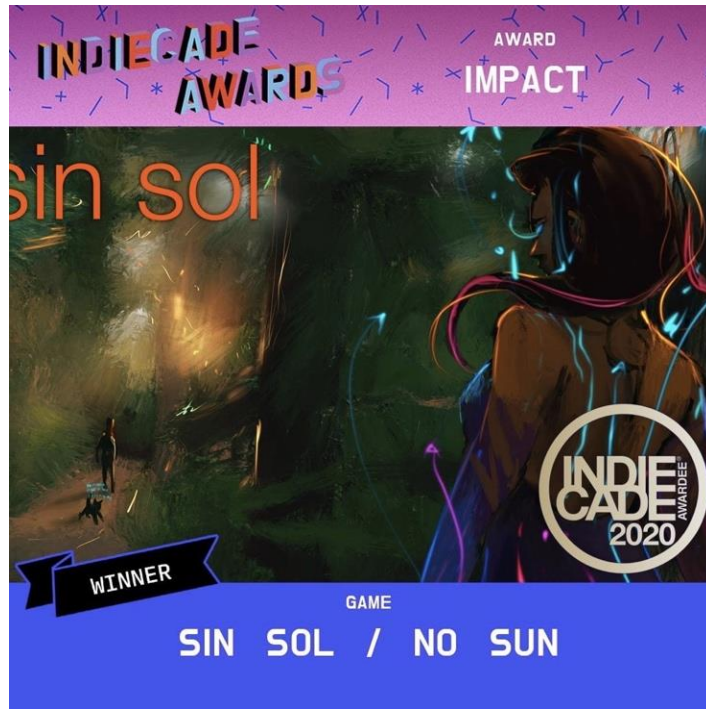 INDIECADE
AWARDS
AWARD
IMPACT
sin sol
INDIE
CADE
AWARDEE®
2020
WINNER
GAME
SIN SOL / NO SUN